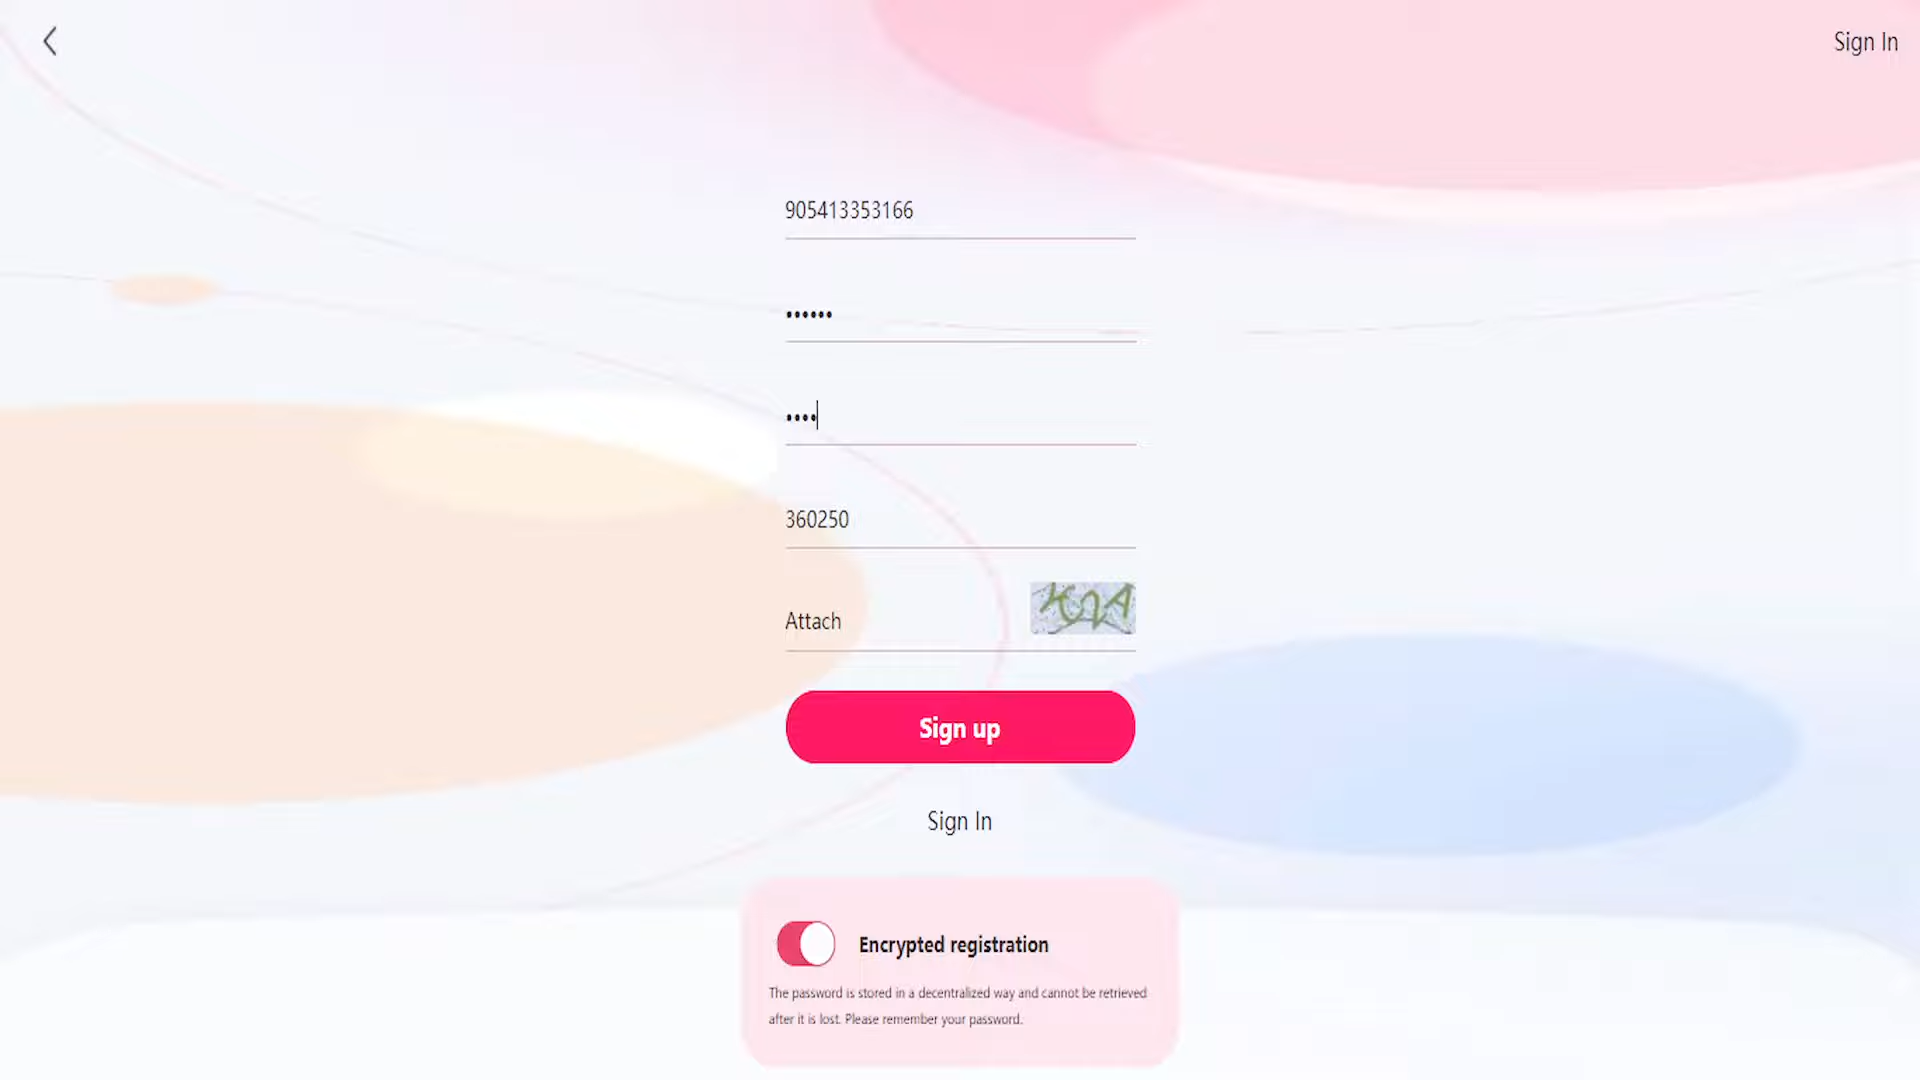 Sign In
905413353166
••••••
••••
360250
Attach
Sign up
Sign In
Encrypted registration
The password is stored in a decentralized way and cannot be retrieved
after it is lost. Please remember your password.